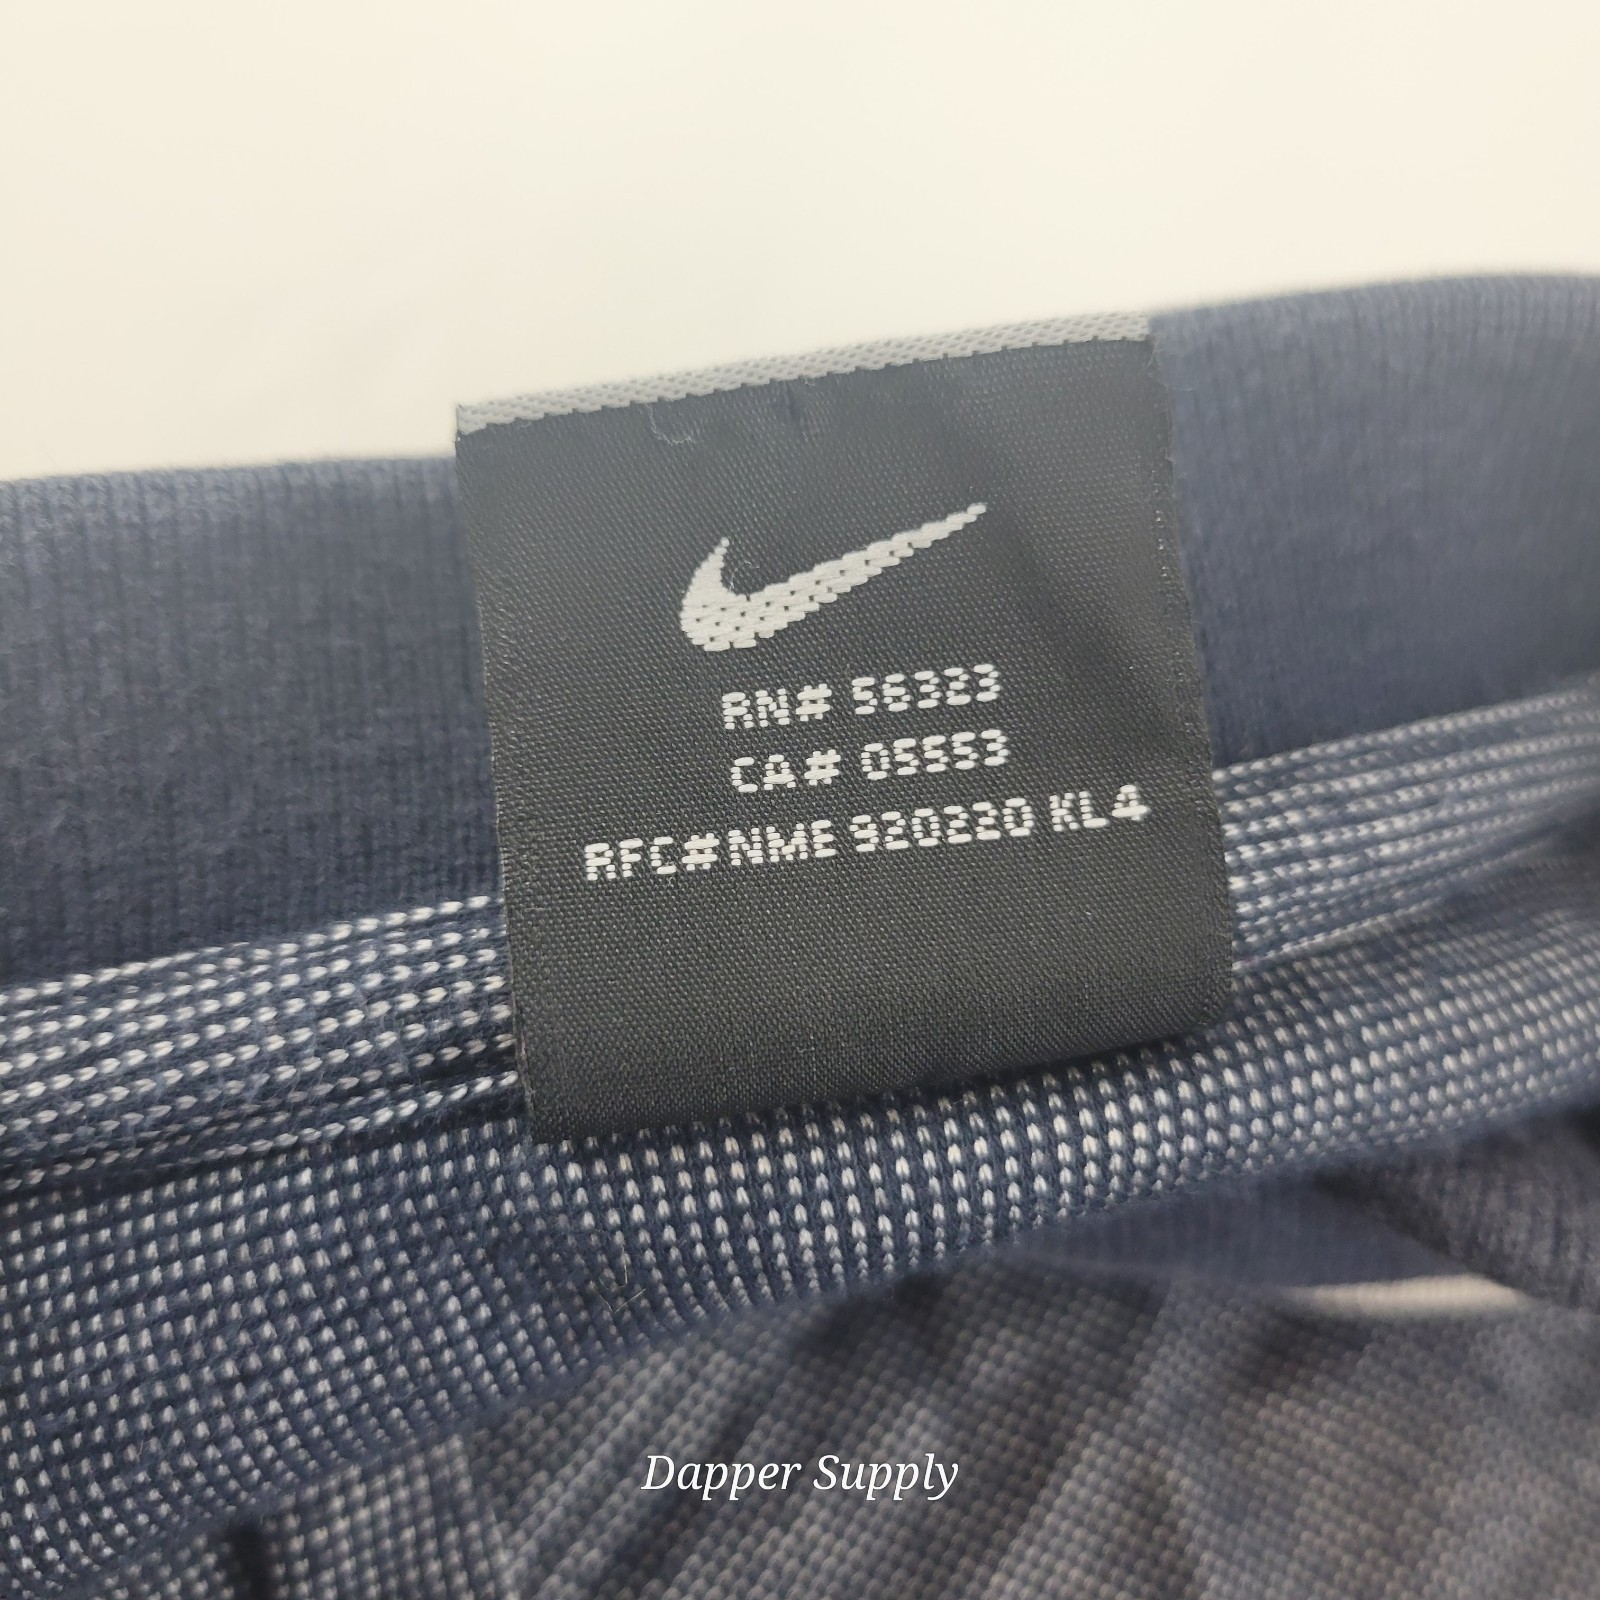 RN# 56323
CA# 05553
RFC#NME 920220 KL4
Dapper Supply